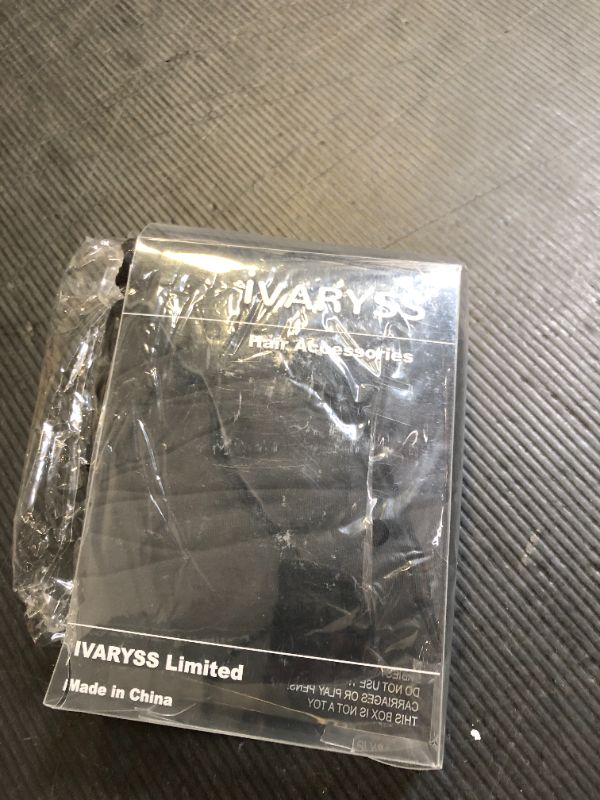 IVARYSS
Hair Accessories
IVARYSS Limited
Made in China
DO NOT USE
CARRIAGES OR PLAY PENS
THIS BOX IS NOT A TOY